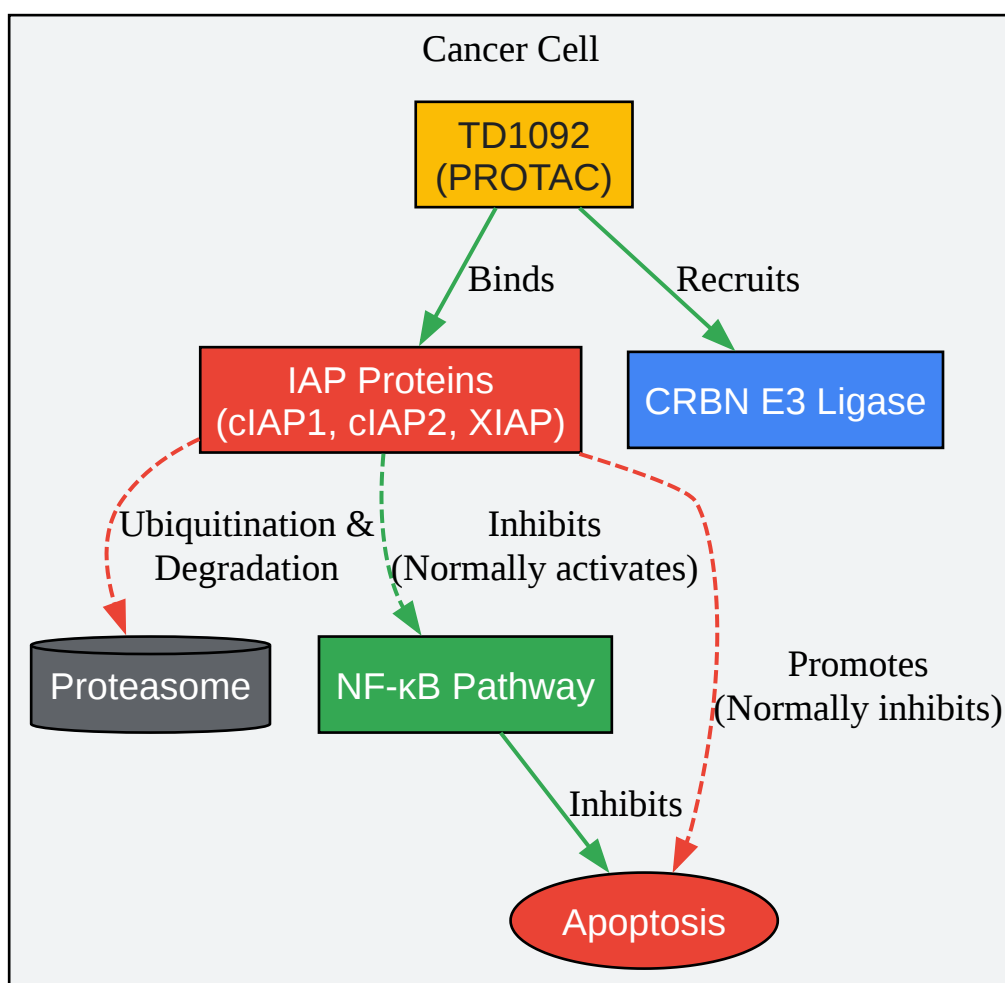 Cancer Cell
TD1092
(PROTAC)
Binds
Recruits
IAP Proteins
(cIAP1, cIAP2, XIAP)
CRBN E3 Ligase
Ubiquitination &
Degradation
Inhibits
(Normally activates)
Promotes
(Normally inhibits)
Proteasome
NF-κB Pathway
Inhibits
Apoptosis